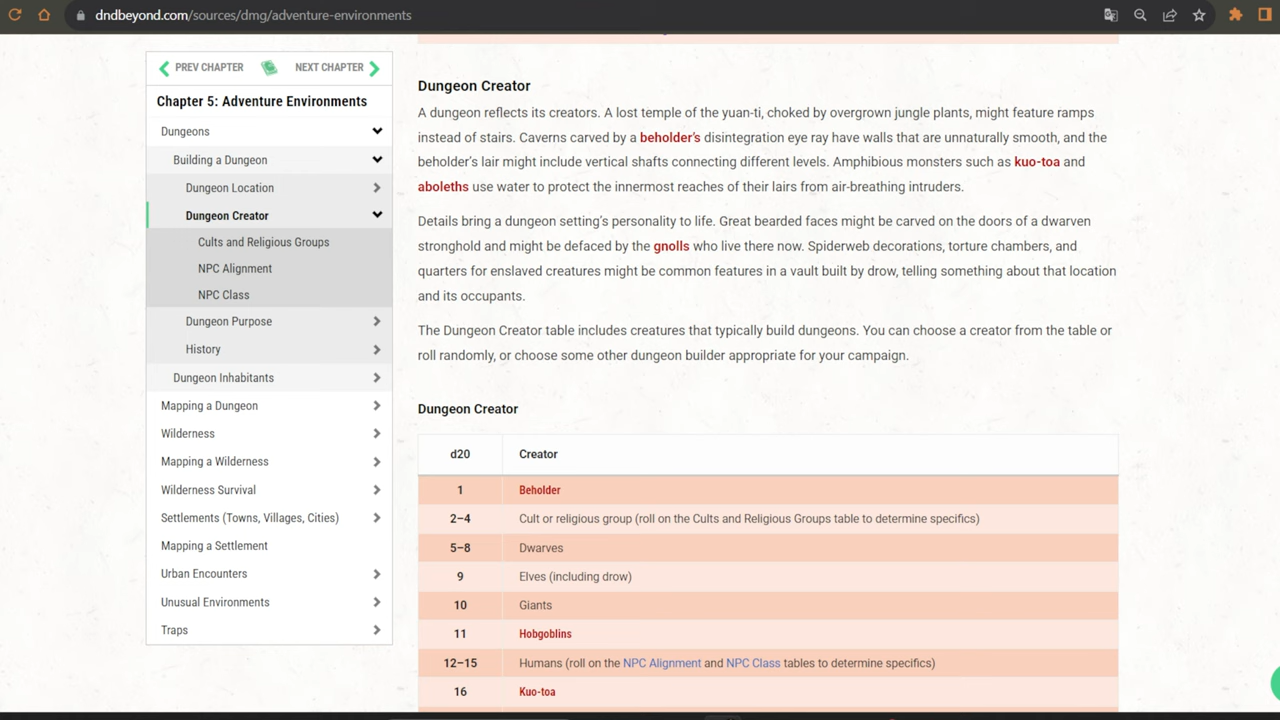 dndbeyond.com/sources/dmg/adventure-environments
PREV CHAPTER
NEXT CHAPTER
Chapter 5: Adventure Environments
Dungeons
Building a Dungeon
Dungeon Location
Dungeon Creator
Cults and Religious Groups
NPC Alignment
NPC Class
Dungeon Purpose
History
Dungeon Inhabitants
Mapping a Dungeon
Wilderness
Mapping a Wilderness
Wilderness Survival
Settlements (Towns, Villages, Cities)
Mapping a Settlement
Urban Encounters
Unusual Environments
Traps
Dungeon Creator
A dungeon reflects its creators. A lost temple of the yuan-ti, choked by overgrown jungle plants, might feature ramps
instead of stairs. Caverns carved by a beholder's disintegration eye ray have walls that are unnaturally smooth, and the
beholder's lair might include vertical shafts connecting different levels. Amphibious monsters such as kuo-toa and
aboleths use water to protect the innermost reaches of their lairs from air-breathing intruders.
Details bring a dungeon setting's personality to life. Great bearded faces might be carved on the doors of a dwarven
stronghold and might be defaced by the gnolls who live there now. Spiderweb decorations, torture chambers, and
quarters for enslaved creatures might be common features in a vault built by drow, telling something about that location
and its occupants.
The Dungeon Creator table includes creatures that typically build dungeons. You can choose a creator from the table or
roll randomly, or choose some other dungeon builder appropriate for your campaign.
Dungeon Creator
d20 Creator
1 Beholder
2–4 Cult or religious group (roll on the Cults and Religious Groups table to determine specifics)
5–8 Dwarves
9 Elves (including drow)
10 Giants
11 Hobgoblins
12–15 Humans (roll on the NPC Alignment and NPC Class tables to determine specifics)
16 Kuo-toa